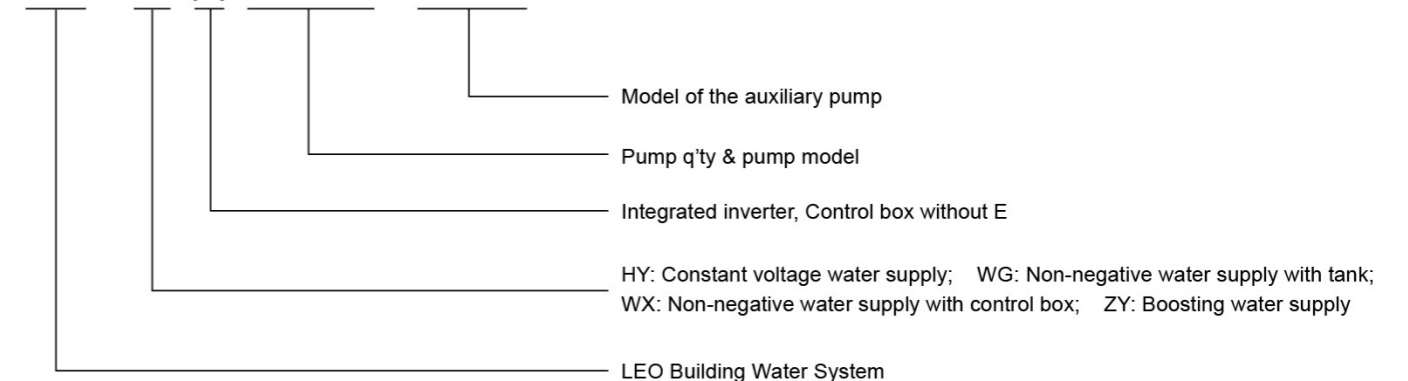 Model of the auxiliary pump
Pump q'ty & pump model
Integrated inverter, Control box without E
HY: Constant voltage water supply; WG: Non-negative water supply with tank;
WX: Non-negative water supply with control box; ZY: Boosting water supply
LEO Building Water System